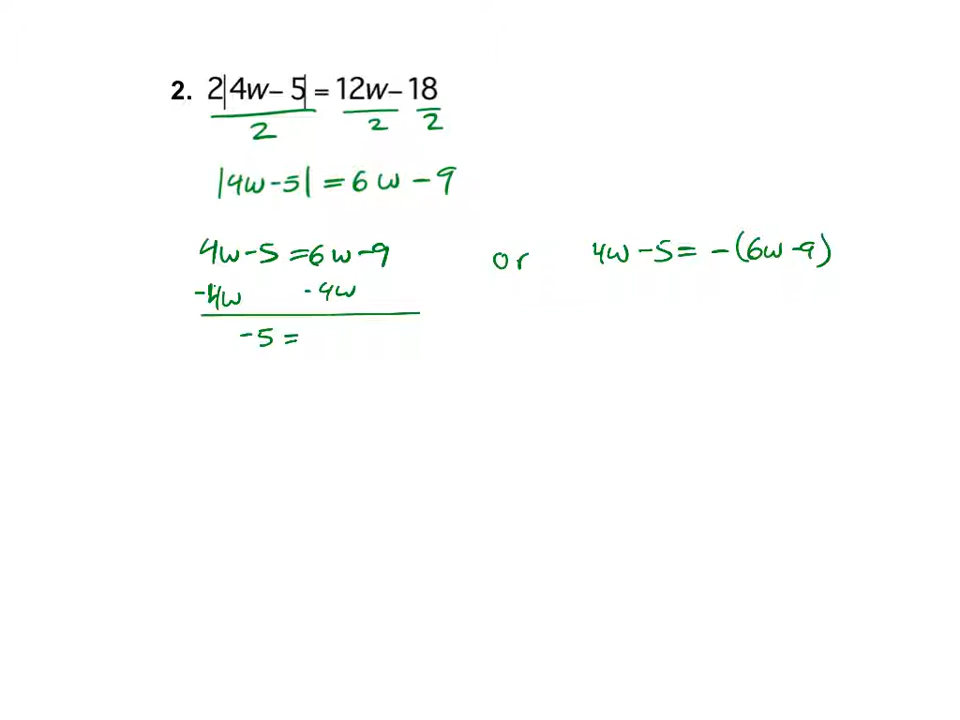 2. 2|4w– 5| = 12w– 18
2 2 2
|4w-5| = 6w - 9
4w-5 =6w-9 or 4w -5 = -(6w-9)
-4w -4w
-5 =